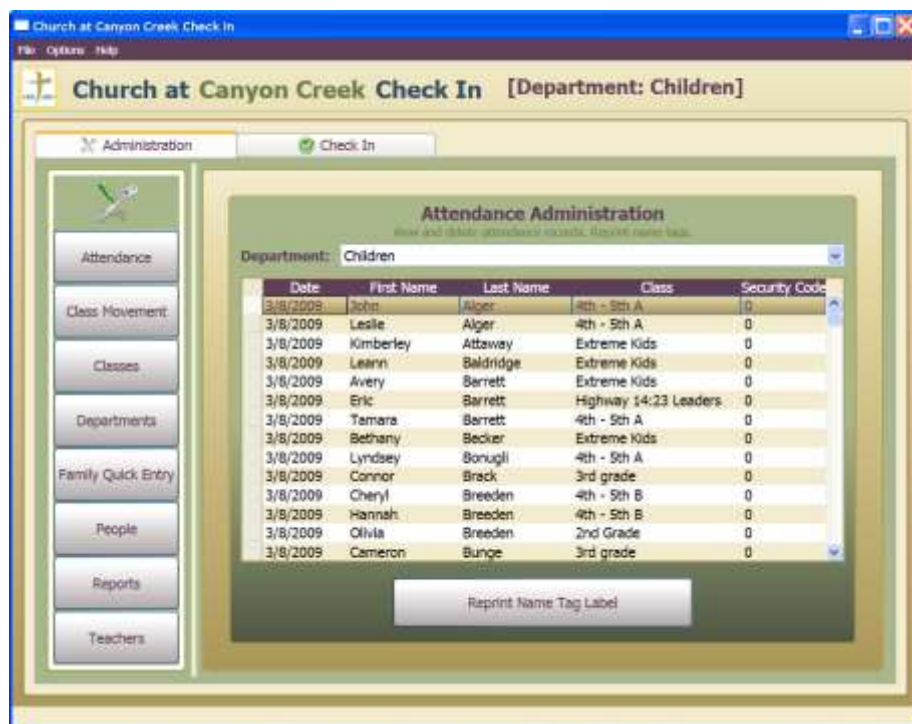 Church at Canyon Creek Check In
File Options Help
Church at Canyon Creek Check In [Department: Children]
Administration Check In
Attendance
Class Movement
Classes
Departments
Family Quick Entry
People
Reports
Teachers
Attendance Administration
View and delete attendance records. Reprint name tags.
Department: Children
Date First Name Last Name Class Security Code
3/8/2009 John Alger 4th - 5th A 0
3/8/2009 Leslie Alger 4th - 5th A 0
3/8/2009 Kimberley Attaway Extreme Kids 0
3/8/2009 Leann Baldridge Extreme Kids 0
3/8/2009 Avery Barrett Extreme Kids 0
3/8/2009 Eric Barrett Highway 14:23 Leaders 0
3/8/2009 Tamara Barrett 4th - 5th A 0
3/8/2009 Bethany Becker Extreme Kids 0
3/8/2009 Lyndsey Bonugli 4th - 5th A 0
3/8/2009 Connor Brack 3rd grade 0
3/8/2009 Cheryl Breeden 4th - 5th B 0
3/8/2009 Hannah Breeden 4th - 5th B 0
3/8/2009 Olivia Breeden 2nd Grade 0
3/8/2009 Cameron Bunge 3rd grade 0
Reprint Name Tag Label